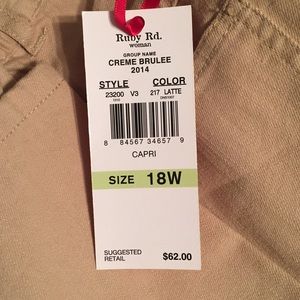 Ruby Rd.
woman
GROUP NAME
CREME BRULEE
2014
STYLE COLOR
23200 V3 217 LATTE
8 84567 34657 9
CAPRI
SIZE 18W
SUGGESTED
RETAIL $62.00